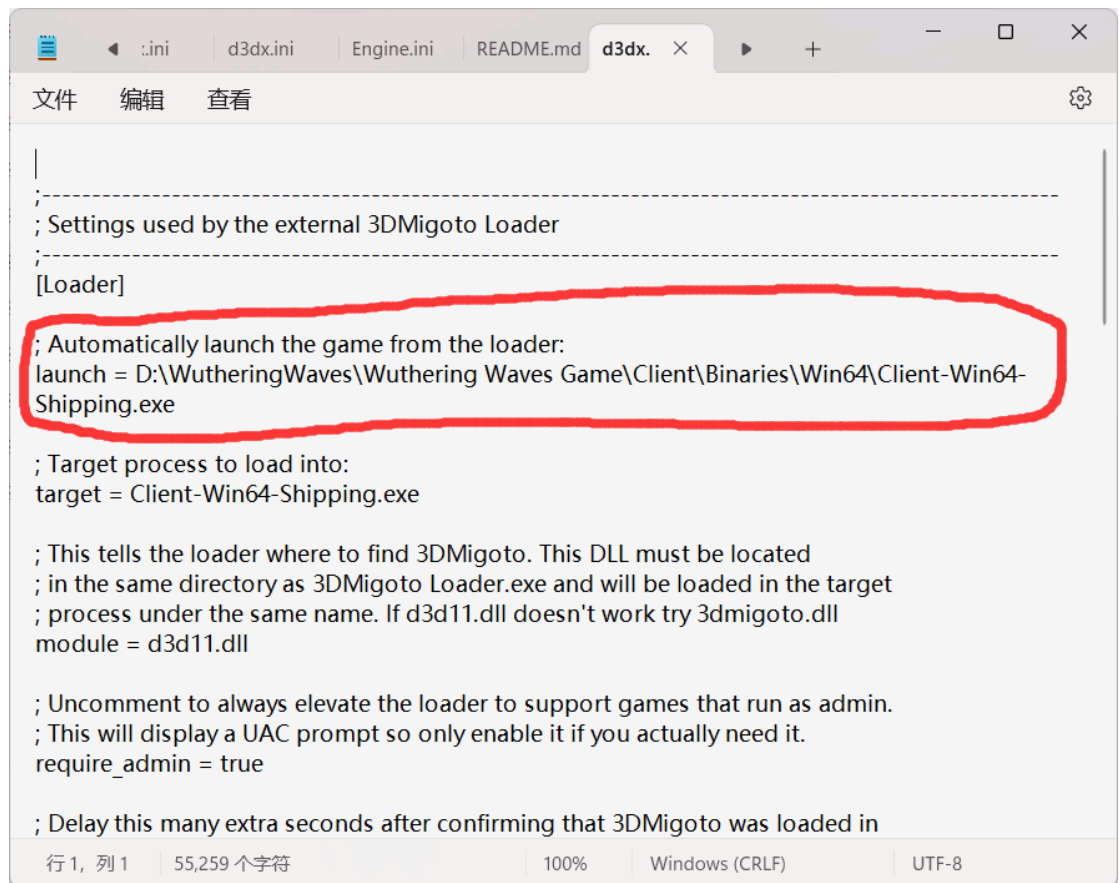 :.ini d3dx.ini Engine.ini README.md d3dx.
文件 编辑 查看
;----------------------------------------------------------------------------------------------------
; Settings used by the external 3DMigoto Loader
;----------------------------------------------------------------------------------------------------
[Loader]
; Automatically launch the game from the loader:
launch = D:\WutheringWaves\Wuthering Waves Game\Client\Binaries\Win64\Client-Win64-
Shipping.exe
; Target process to load into:
target = Client-Win64-Shipping.exe
; This tells the loader where to find 3DMigoto. This DLL must be located
; in the same directory as 3DMigoto Loader.exe and will be loaded in the target
; process under the same name. If d3d11.dll doesn't work try 3dmigoto.dll
module = d3d11.dll
; Uncomment to always elevate the loader to support games that run as admin.
; This will display a UAC prompt so only enable it if you actually need it.
require_admin = true
; Delay this many extra seconds after confirming that 3DMigoto was loaded in
行 1, 列 1 55,259 个字符 100% Windows (CRLF) UTF-8